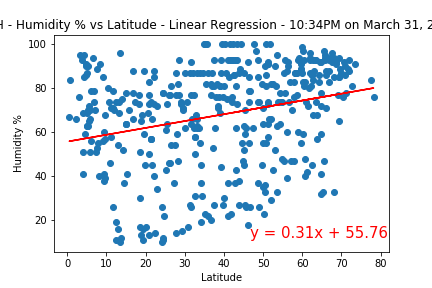 H - Humidity % vs Latitude - Linear Regression - 10:34PM on March 31, 2
100
80
60
40
20
Humidity %
y = 0.31x + 55.76
0 10 20 30 40 50 60 70 80
Latitude